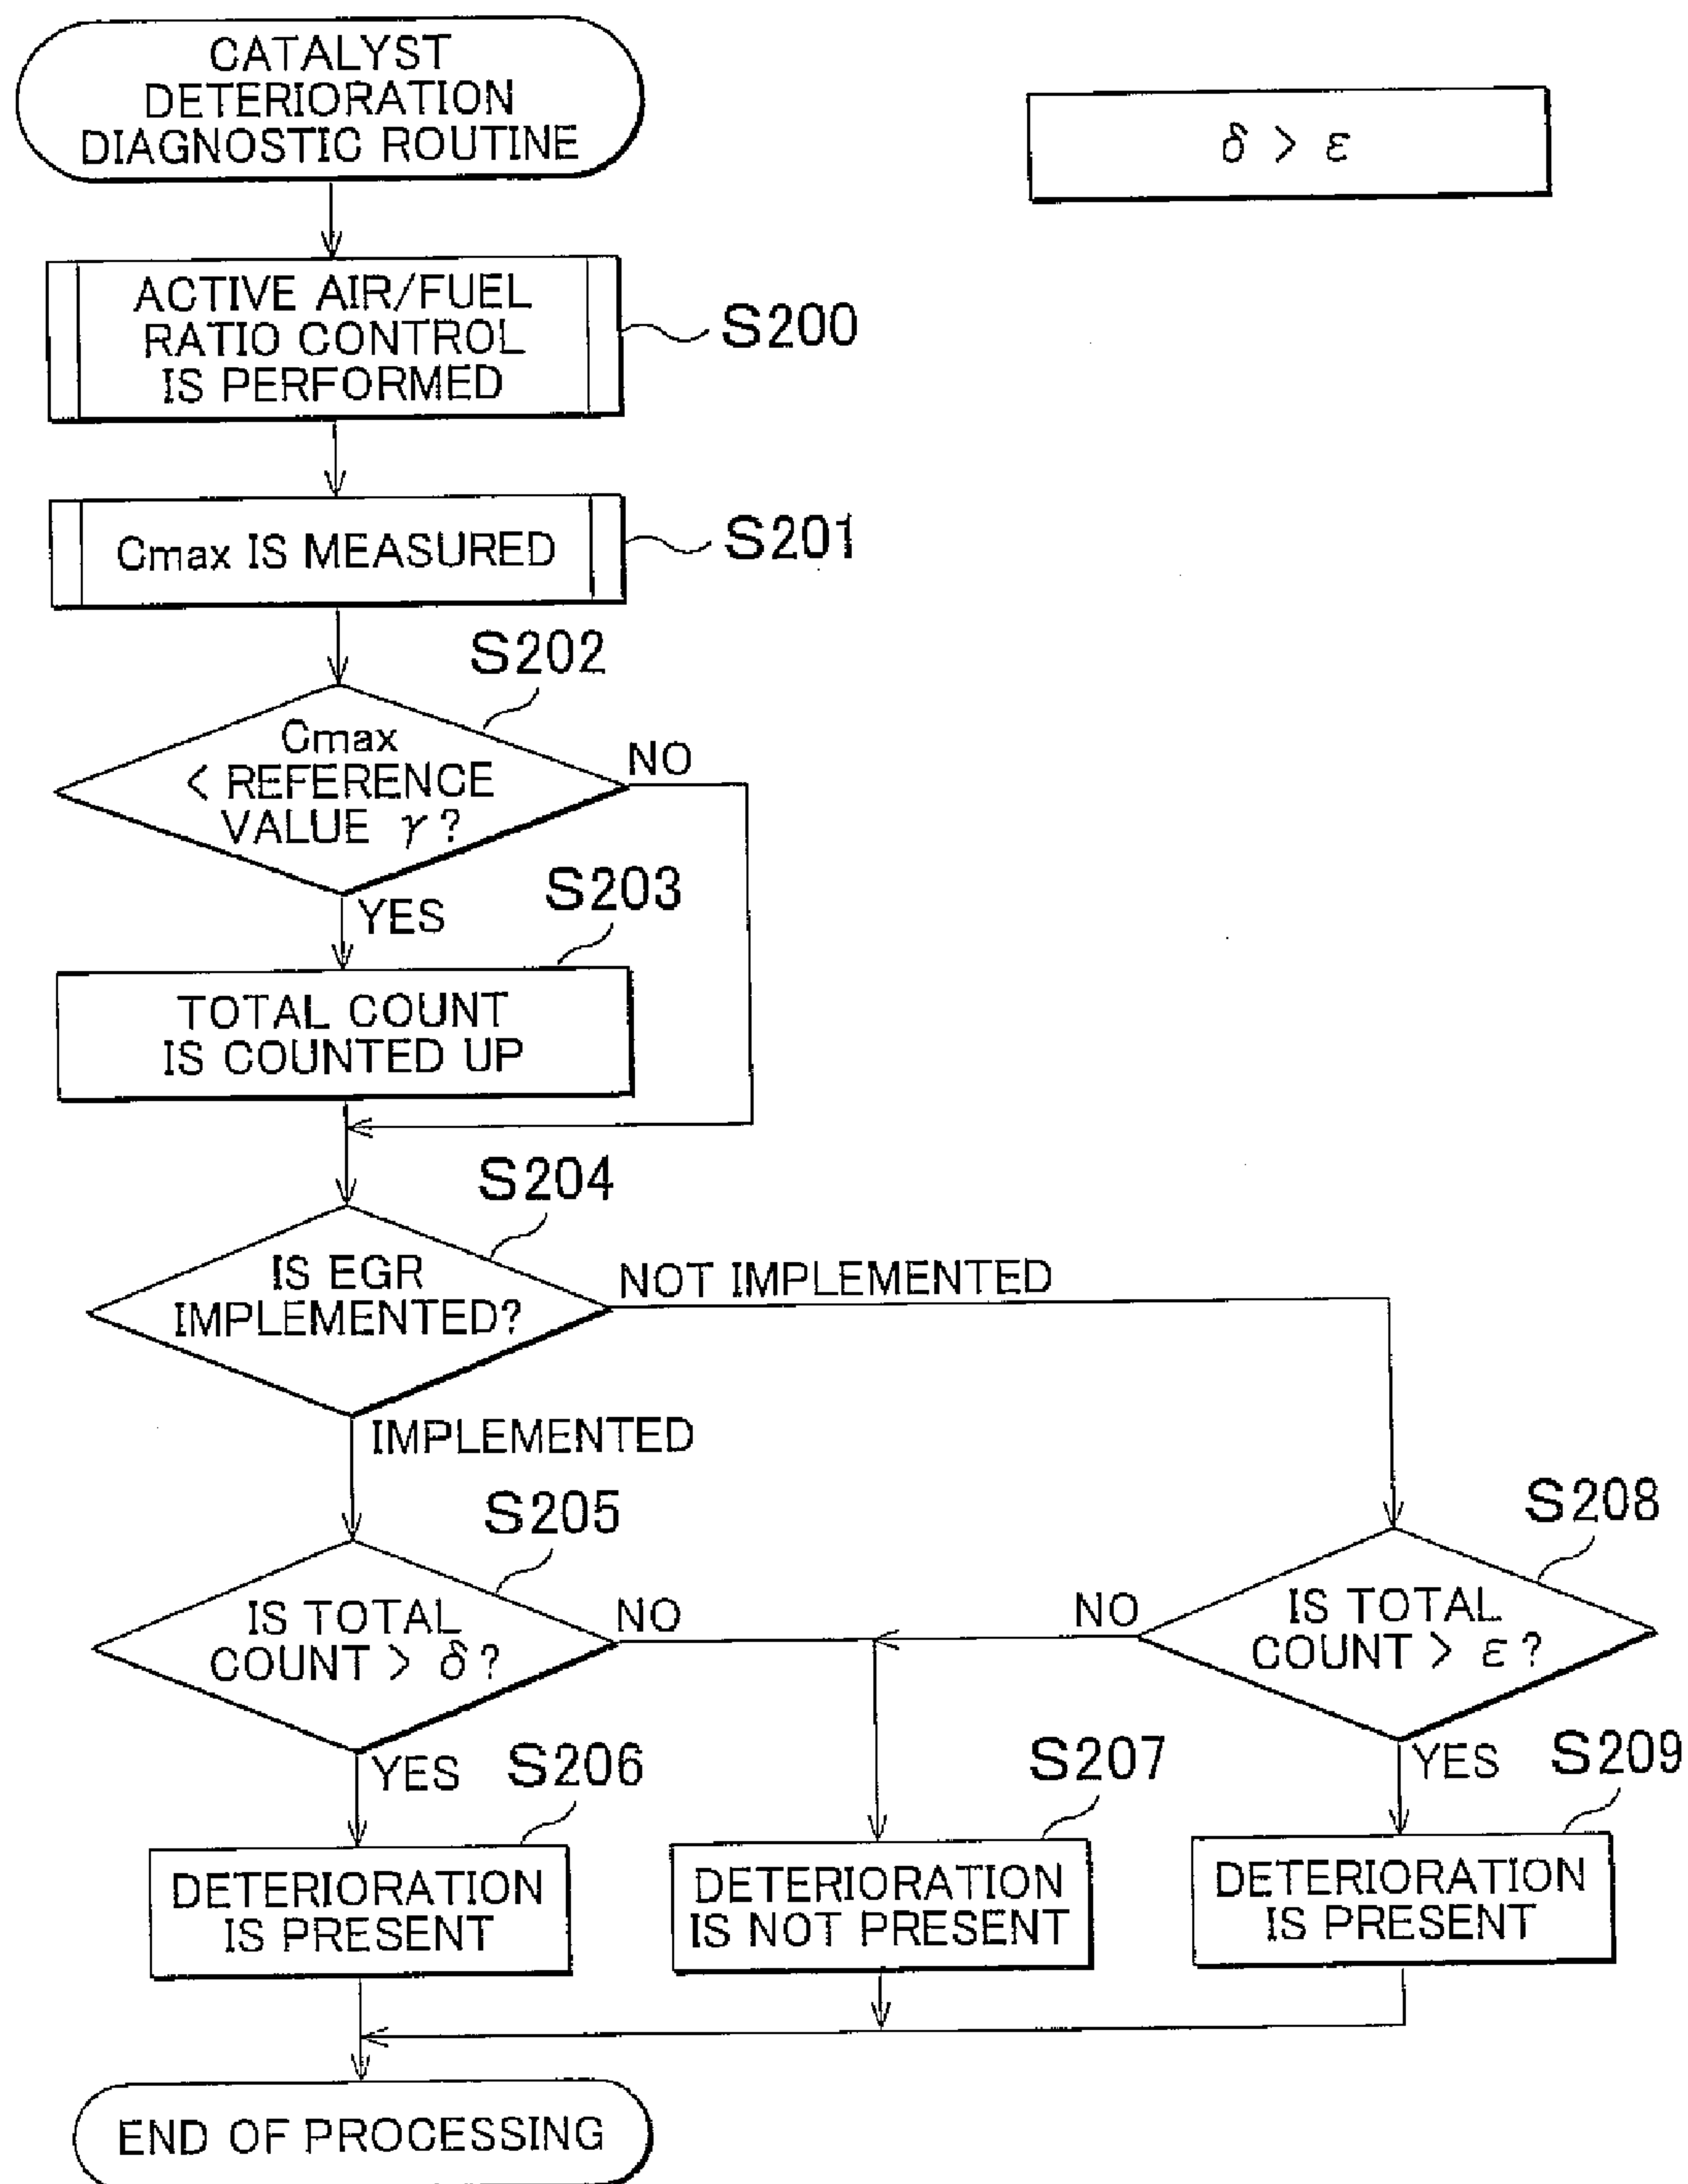 CATALYST
DETERIORATION
DIAGNOSTIC ROUTINE
δ > ε
ACTIVE AIR/FUEL
RATIO CONTROL
IS PERFORMED
S200
Cmax IS MEASURED
S201
S202
Cmax
< REFERENCE
VALUE γ?
NO
YES
S203
TOTAL COUNT
IS COUNTED UP
S204
IS EGR
IMPLEMENTED?
NOT IMPLEMENTED
IMPLEMENTED
S205
IS TOTAL
COUNT > δ?
NO
YES
S208
IS TOTAL
COUNT > ε?
NO
YES
S206
DETERIORATION
IS PRESENT
S207
DETERIORATION
IS NOT PRESENT
S209
DETERIORATION
IS PRESENT
END OF PROCESSING